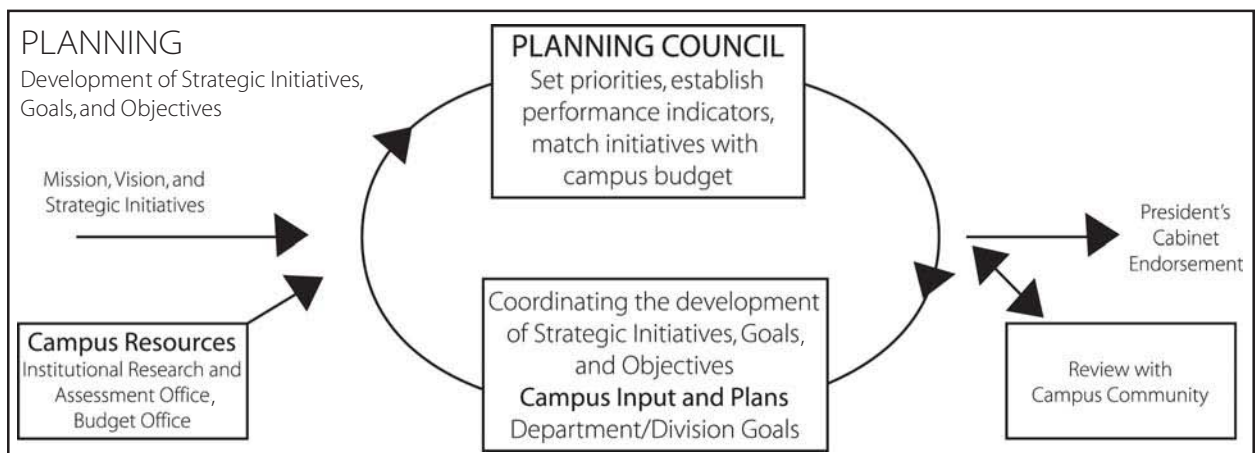 PLANNING
Development of Strategic Initiatives,
Goals, and Objectives
Mission, Vision, and
Strategic Initiatives
Campus Resources
Institutional Research and
Assessment Office,
Budget Office
PLANNING COUNCIL
Set priorities, establish
performance indicators,
match initiatives with
campus budget
Coordinating the development
of Strategic Initiatives, Goals,
and Objectives
Campus Input and Plans
Department/Division Goals
President's
Cabinet
Endorsement
Review with
Campus Community